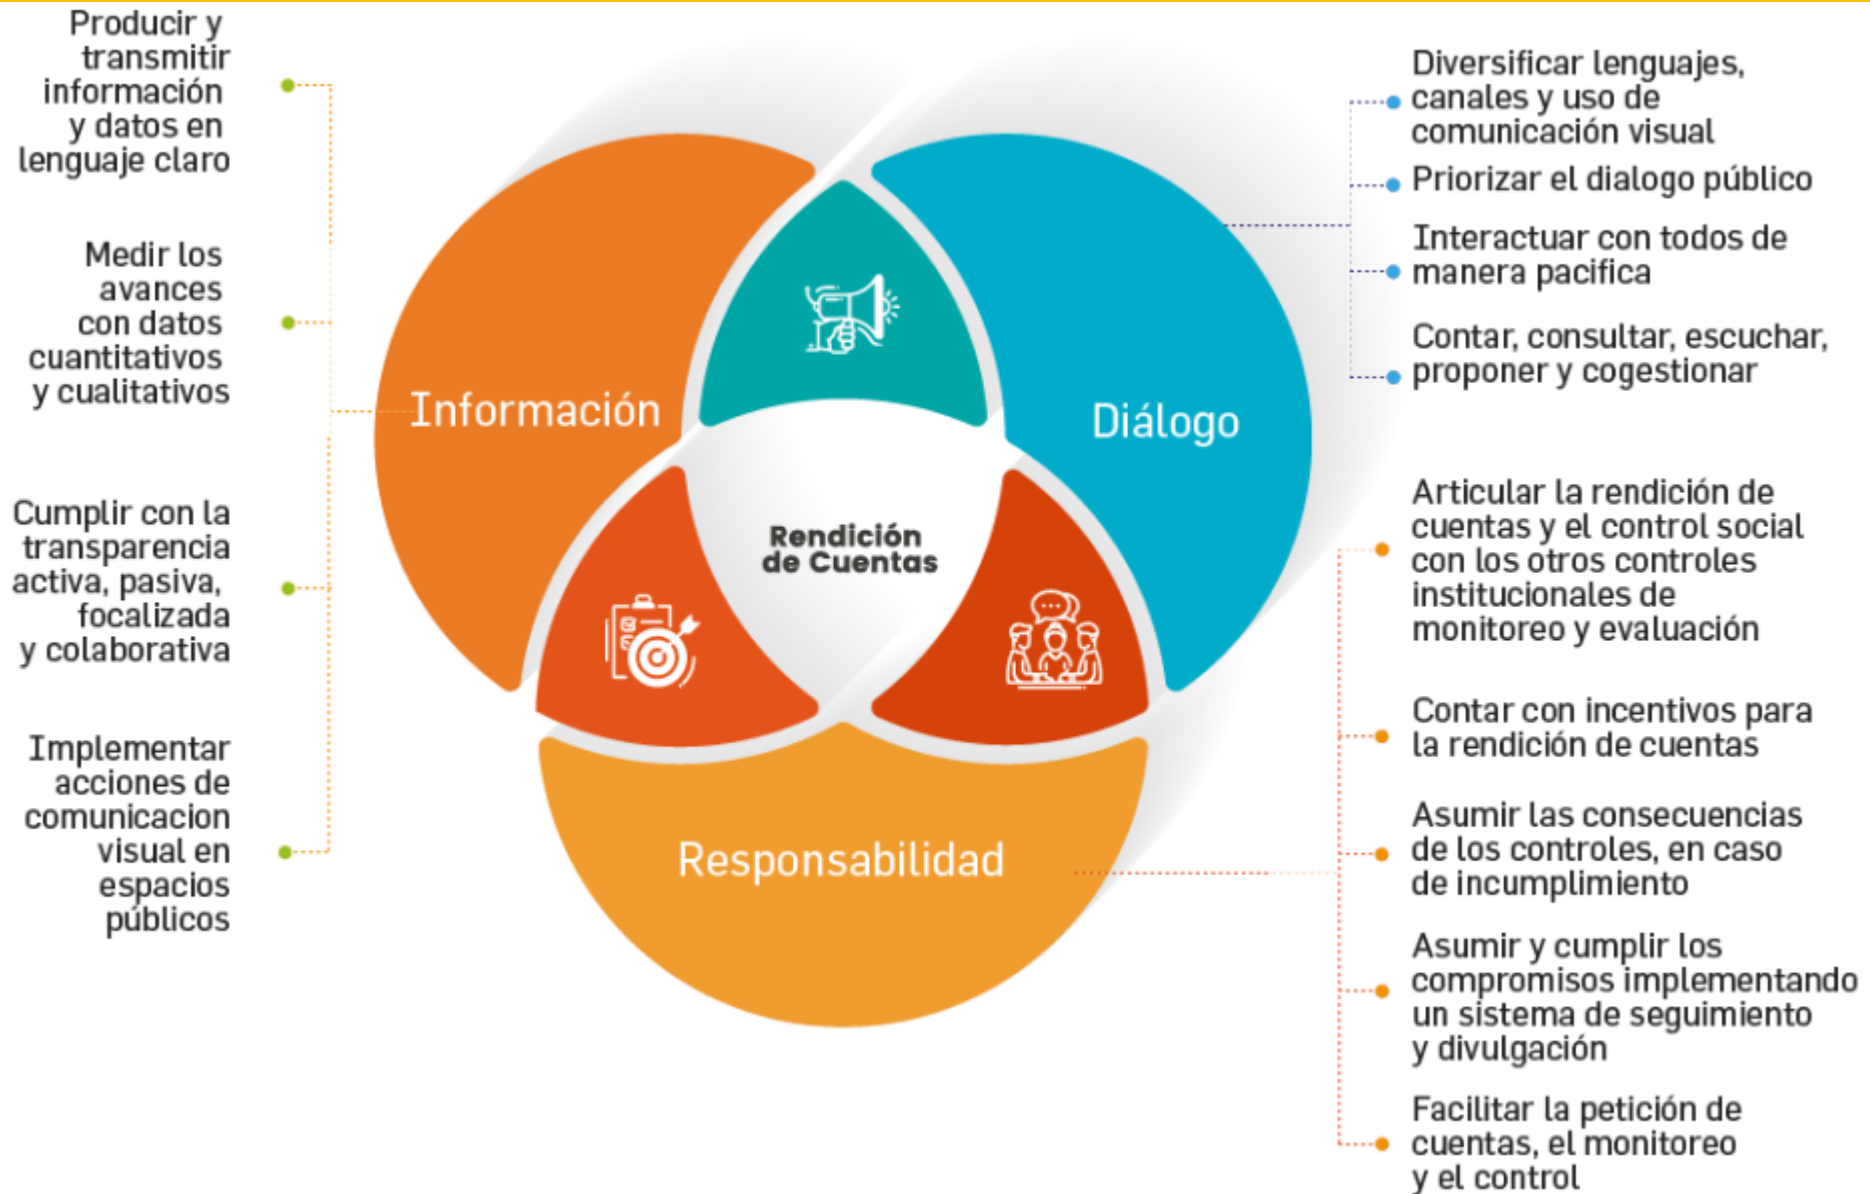 Producir y
transmitir
información
y datos en
lenguaje claro
Medir los
avances
con datos
cuantitativos
y cualitativos
Cumplir con la
transparencia
activa, pasiva,
focalizada
y colaborativa
Implementar
acciones de
comunicacion
visual en
espacios
públicos
Información
Diálogo
Rendición
de Cuentas
Responsabilidad
Diversificar lenguajes,
canales y uso de
comunicación visual
Priorizar el dialogo público
Interactuar con todos de
manera pacifica
Contar, consultar, escuchar,
proponer y cogestionar
Articular la rendición de
cuentas y el control social
con los otros controles
institucionales de
monitoreo y evaluación
Contar con incentivos para
la rendición de cuentas
Asumir las consecuencias
de los controles, en caso
de incumplimiento
Asumir y cumplir los
compromisos implementando
un sistema de seguimiento
y divulgación
Facilitar la petición de
cuentas, el monitoreo
y el control